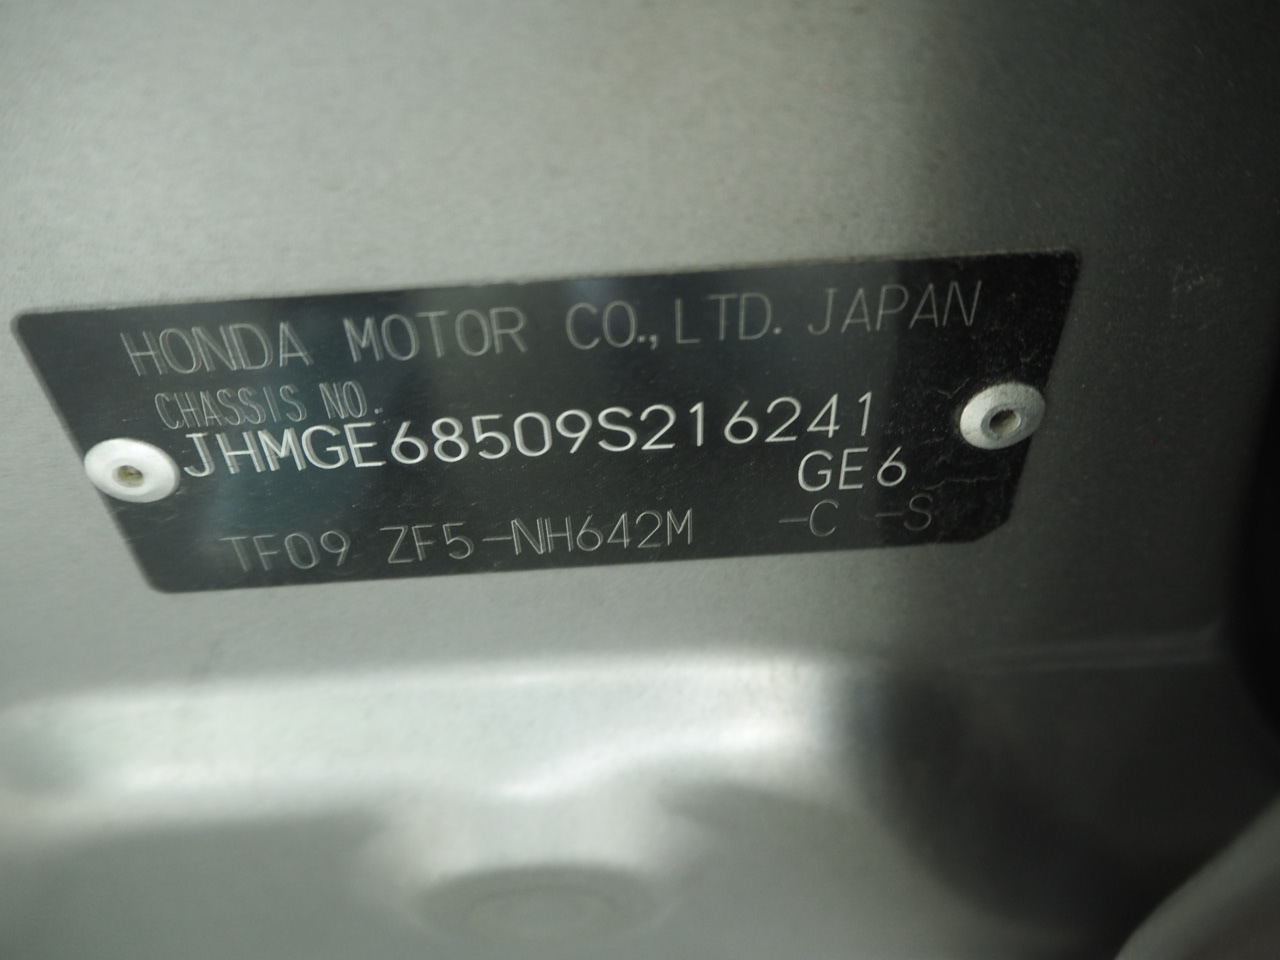 HONDA MOTOR CO.,LTD. JAPAN
CHASSIS NO.
JHMGE68509S216241
GE6
TF09 ZF5-NH642M -C -S